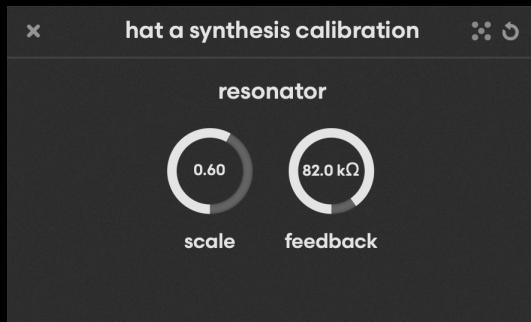 hat a synthesis calibration
resonator
0.60
82.0 kΩ
scale
feedback